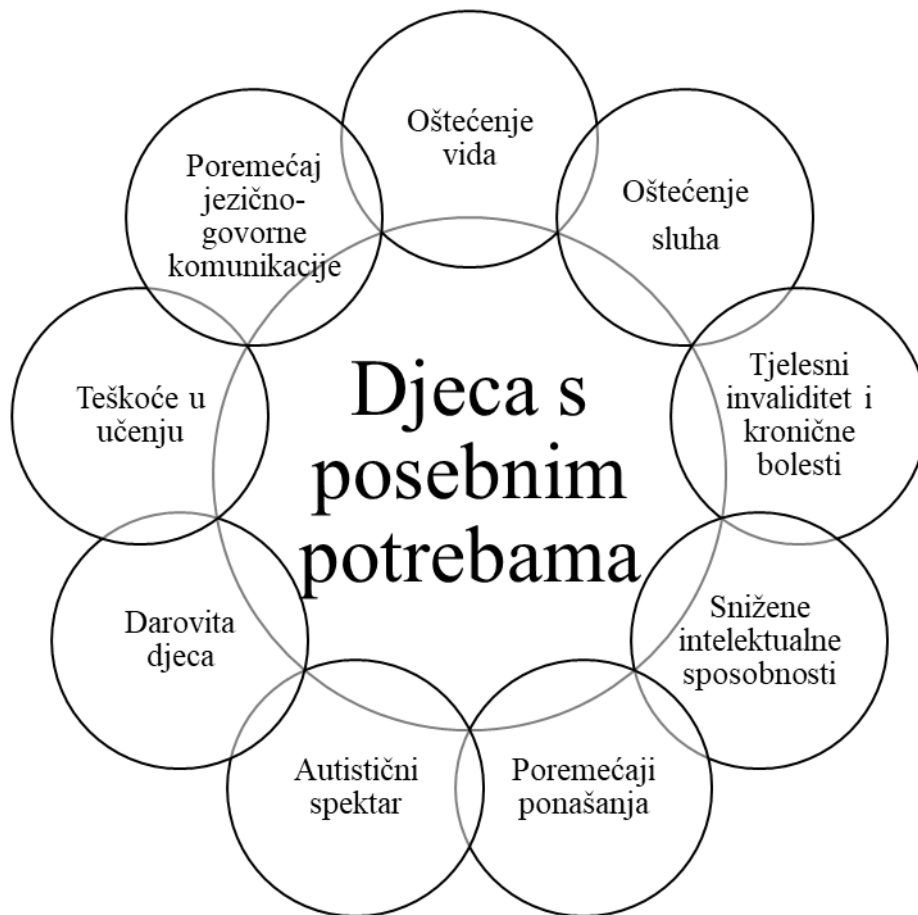 Oštećenje
vida
Oštećenje
sluha
Tjelesni
invaliditet i
kronične
bolesti
Snižene
intelektualne
sposobnosti
Poremećaji
ponašanja
Autistični
spektar
Darovita
djeca
Teškoće u
učenju
Poremećaj
jezično-
govorne
komunikacije
Djeca s
posebnim
potrebama